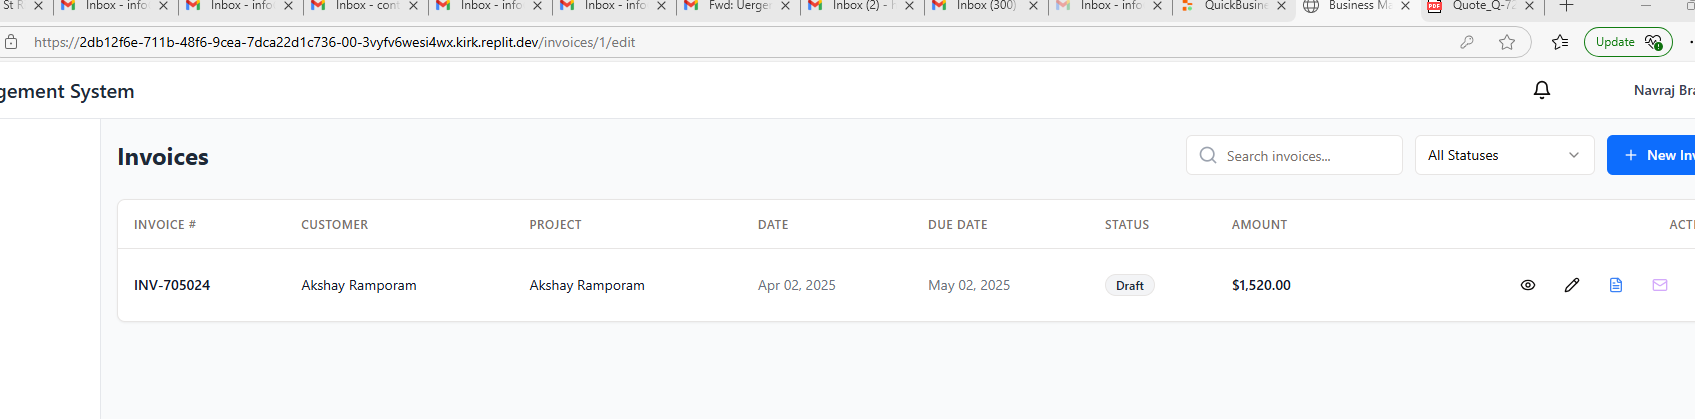 St R Inbox - info Inbox - info Inbox - cont Inbox - info Inbox - info Fwd: Uerger Inbox (2) - Inbox (300) Inbox - info QuickBusine Business Ma Quote_Q-72
https://2db12f6e-711b-48f6-9cea-7dca22d1c736-00-3vyfv6wesi4wx.kirk.replit.dev/invoices/1/edit Update
gement System Navraj Bra
Invoices Search invoices... All Statuses New Inv
INVOICE # CUSTOMER PROJECT DATE DUE DATE STATUS AMOUNT ACTI
INV-705024 Akshay Ramporam Akshay Ramporam Apr 02, 2025 May 02, 2025 Draft $1,520.00